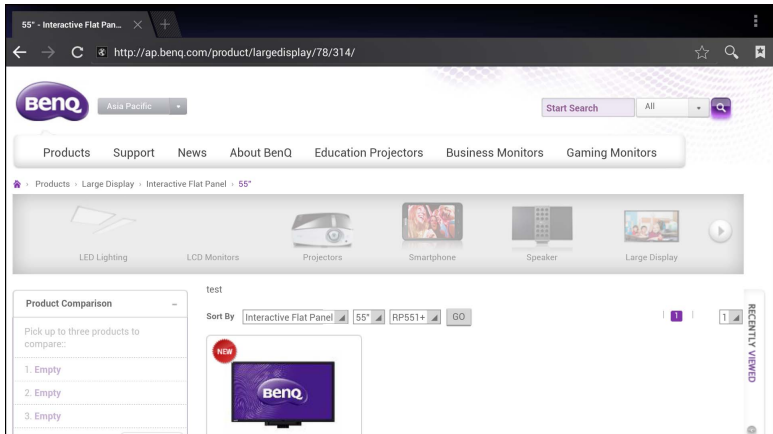 55" - Interactive Flat Pan...
http://ap.benq.com/product/largedisplay/78/314/
BenQ
Asia Pacific
Start Search
All
Products Support News About BenQ Education Projectors Business Monitors Gaming Monitors
Products › Large Display › Interactive Flat Panel › 55"
LED Lighting LCD Monitors Projectors Smartphone Speaker Large Display
test
Product Comparison
Sort By Interactive Flat Panel 55" RP551+ GO 1 1
Pick up to three products to
compare::
1. Empty
2. Empty
3. Empty
NEW
BenQ
RECENTLY VIEWED